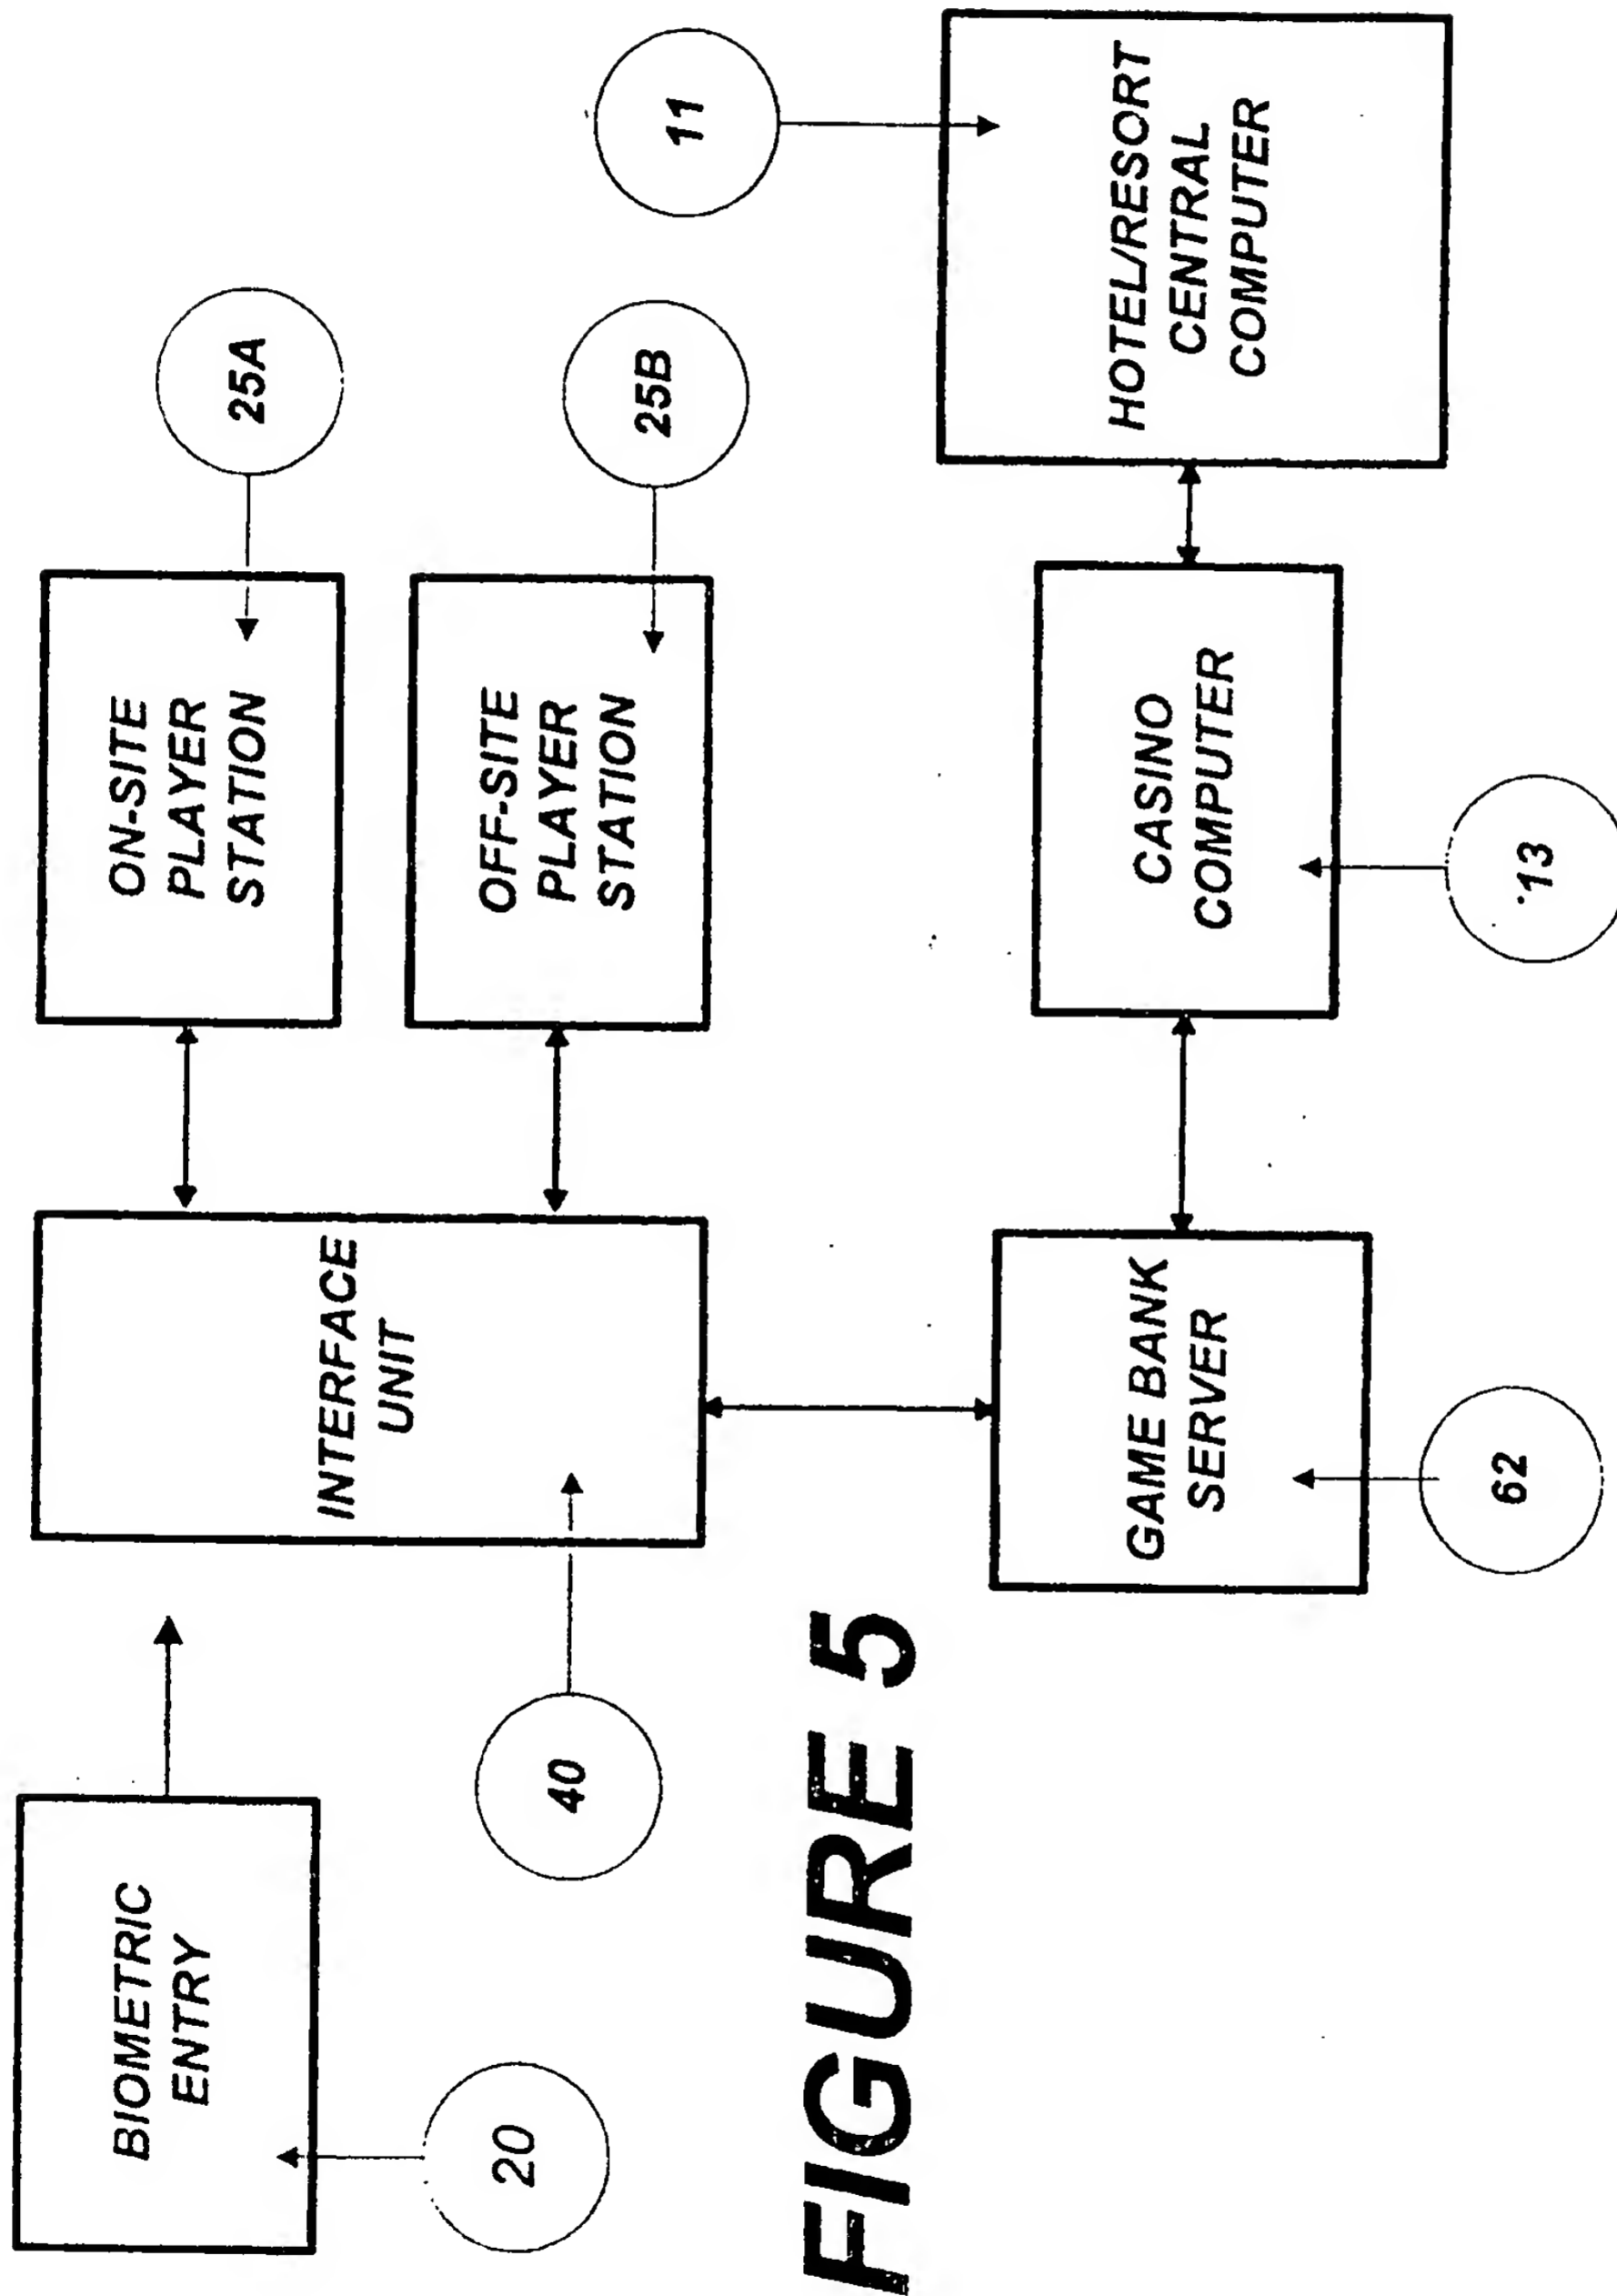 BIOMETRIC
ENTRY
20
INTERFACE
UNIT
40
ON-SITE
PLAYER
STATION
25A
OFF-SITE
PLAYER
STATION
25B
GAME BANK
SERVER
62
CASINO
COMPUTER
13
HOTEL/RESORT
CENTRAL
COMPUTER
11
FIGURE 5